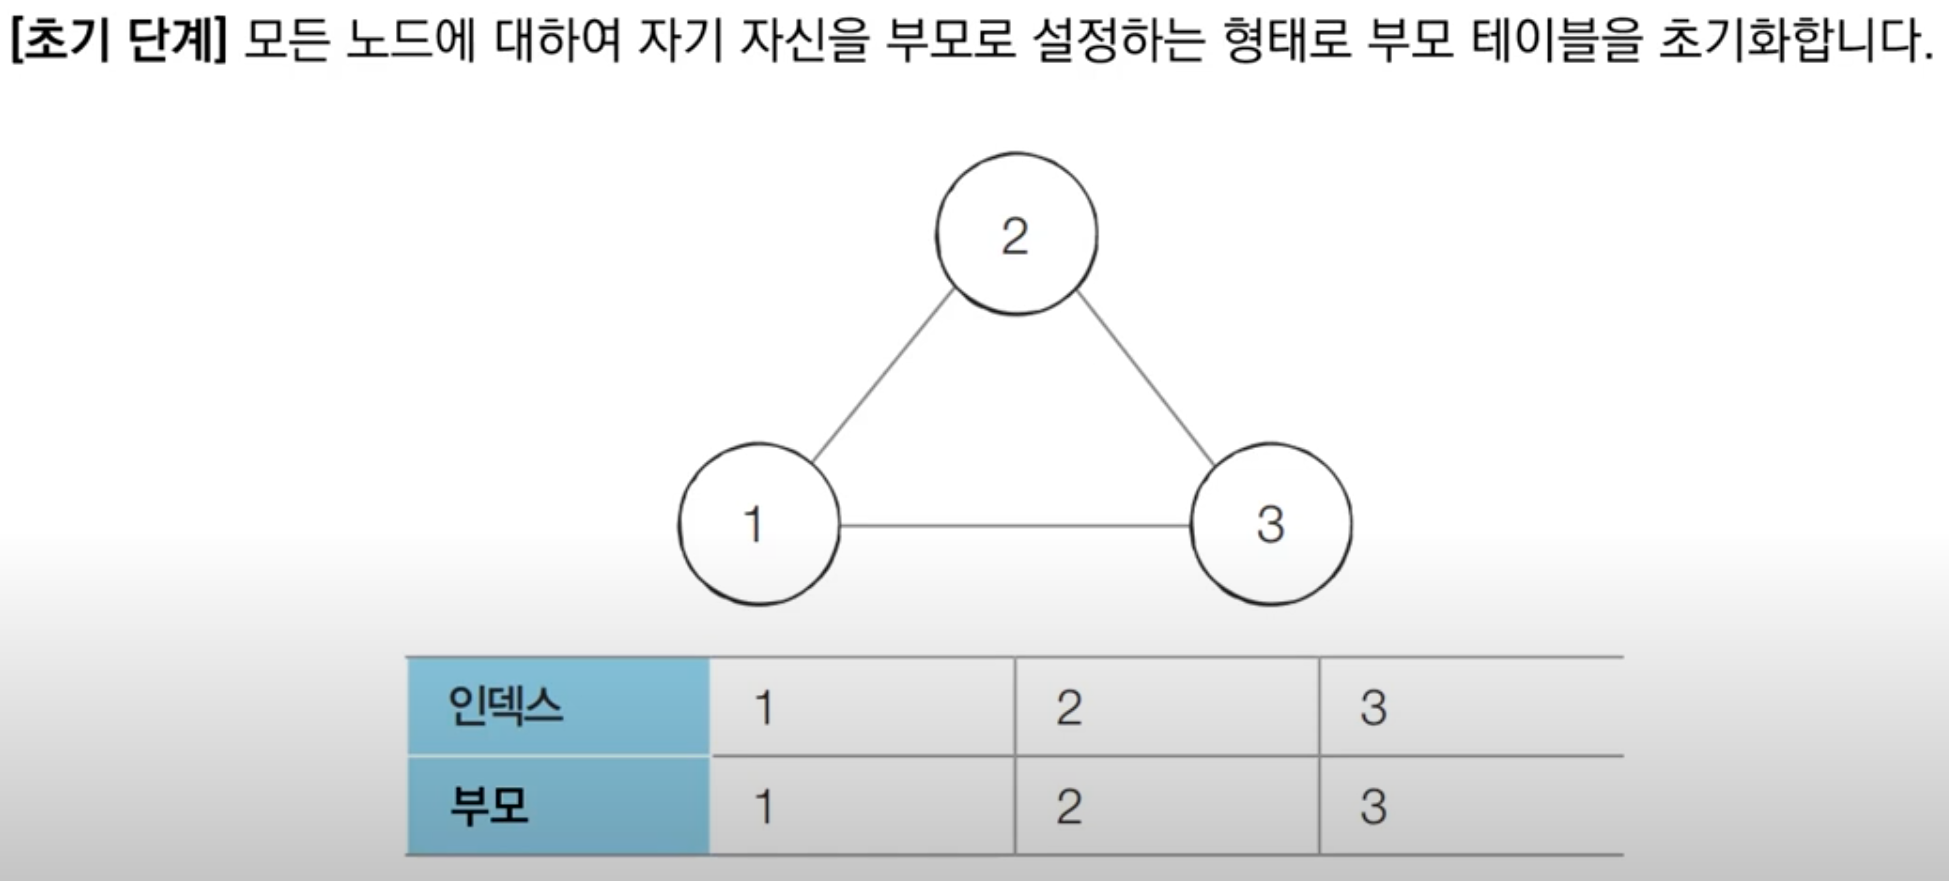 [초기 단계] 모든 노드에 대하여 자기 자신을 부모로 설정하는 형태로 부모 테이블을 초기화합니다.
2
1 3
인덱스 1 2 3
부모 1 2 3